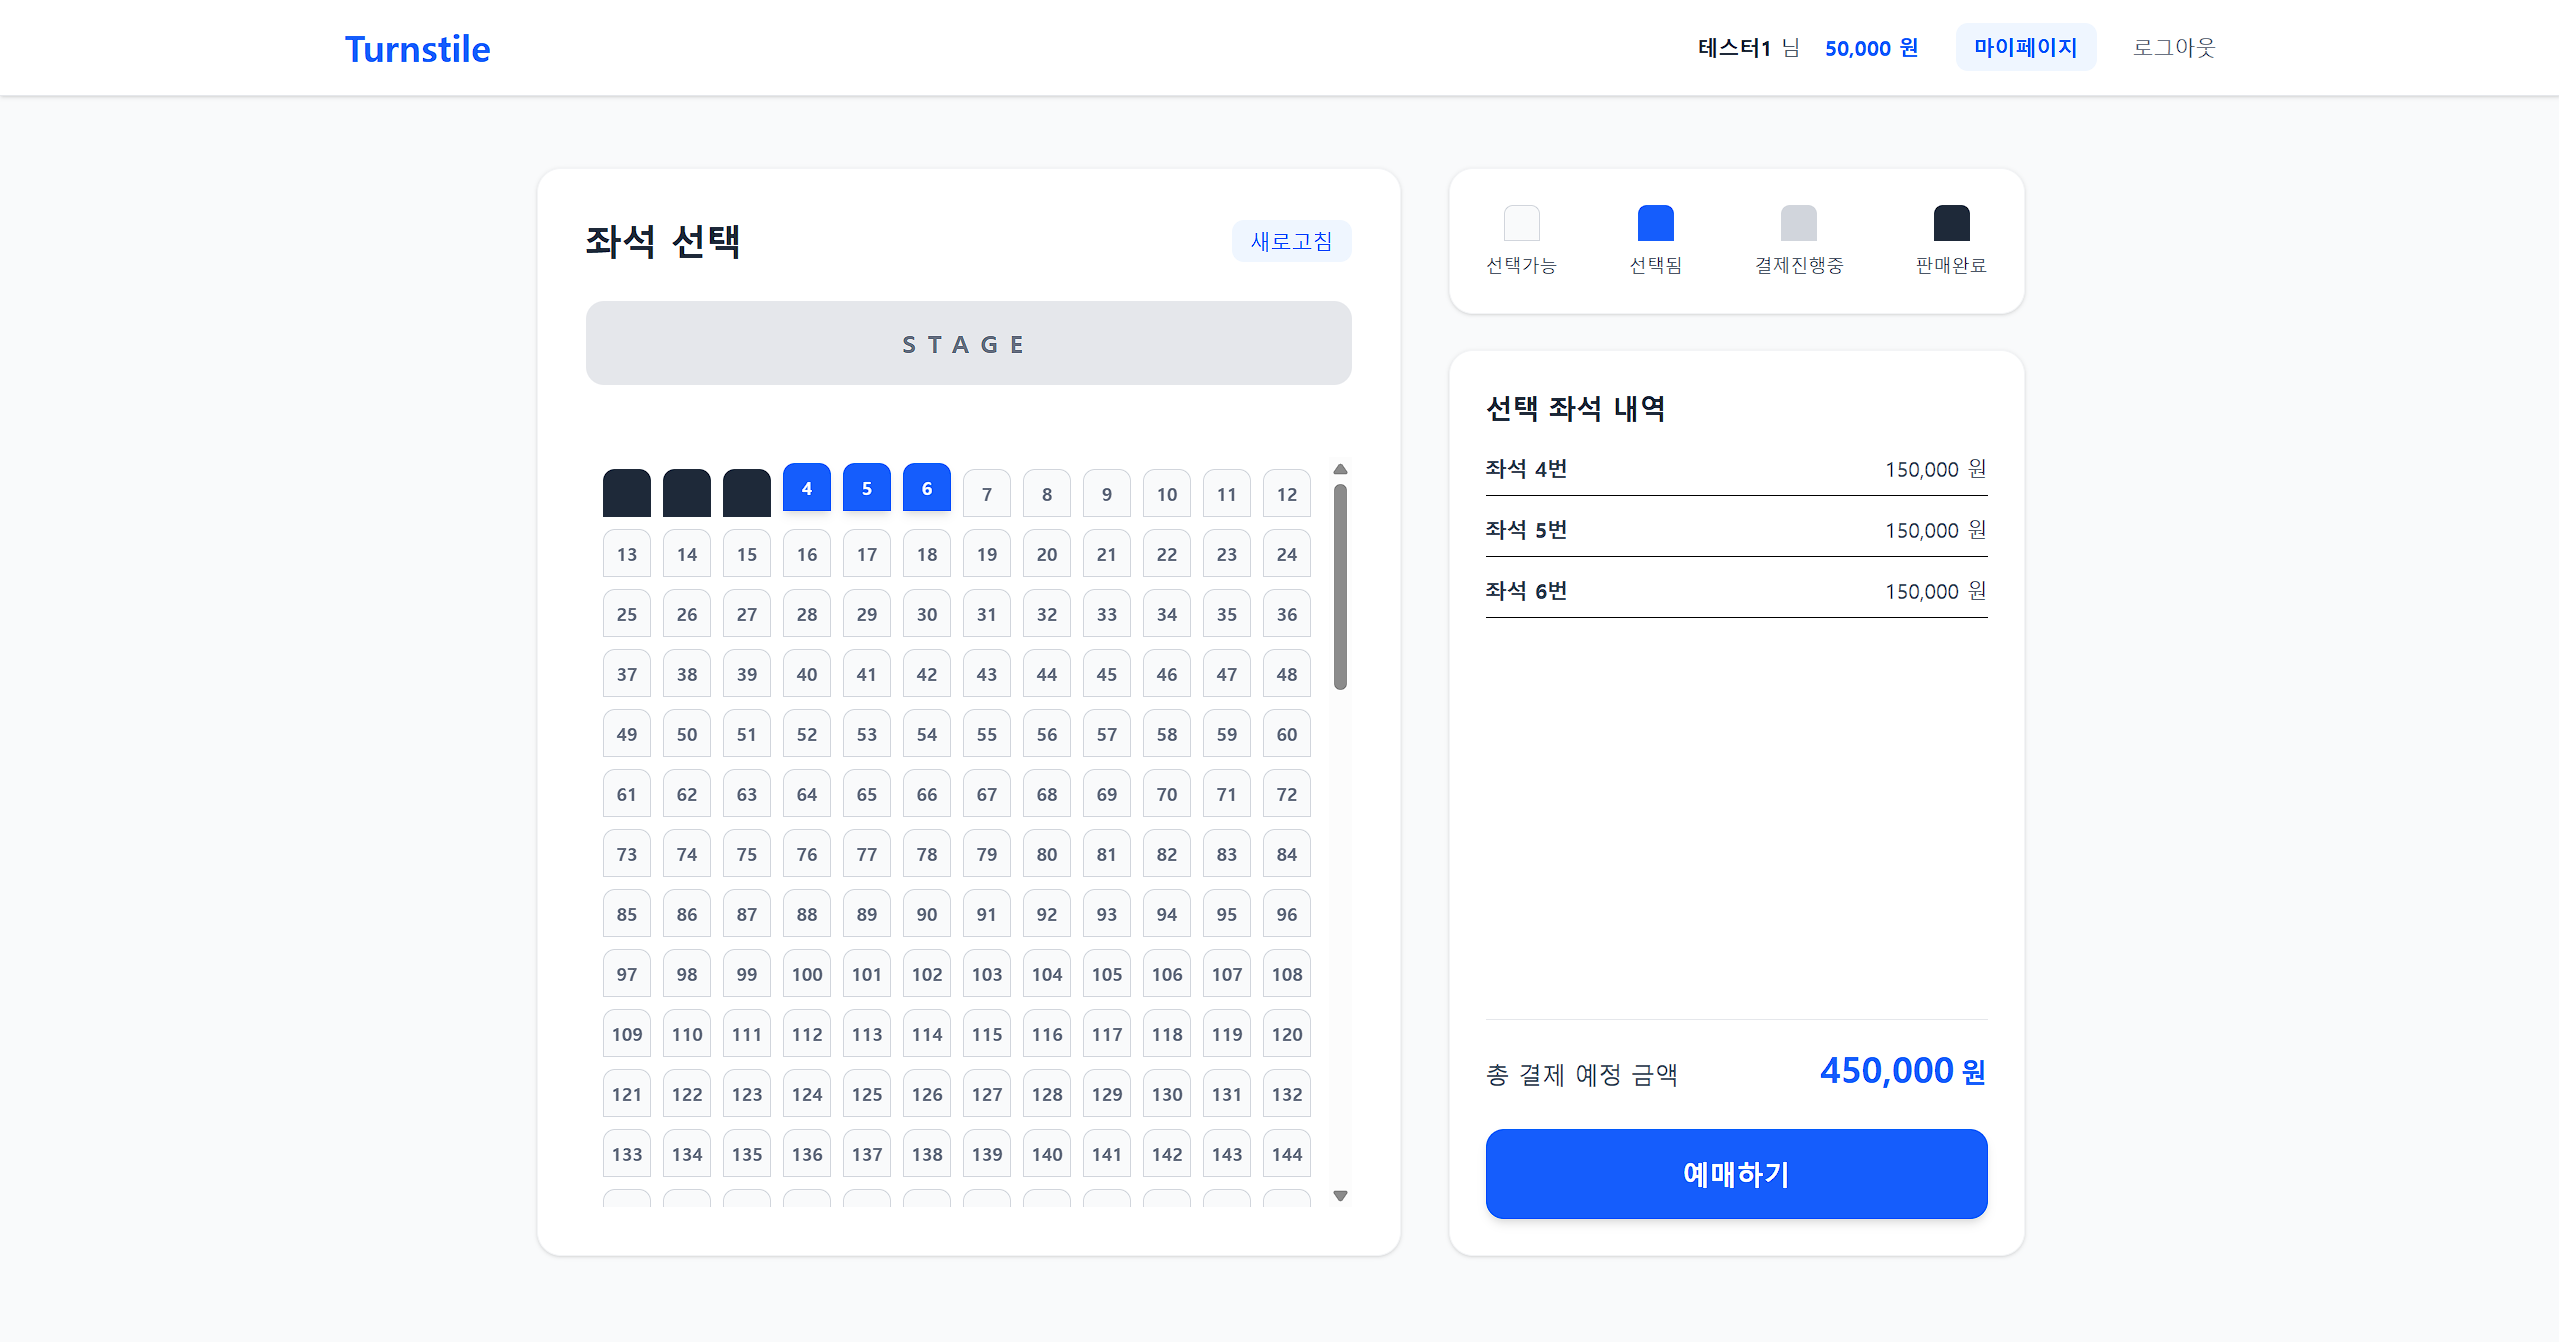 Turnstile
테스터1 님 50,000 원 마이페이지 로그아웃
좌석 선택
새로고침
STAGE
4 5 6 7 8 9 10 11 12
13 14 15 16 17 18 19 20 21 22 23 24
25 26 27 28 29 30 31 32 33 34 35 36
37 38 39 40 41 42 43 44 45 46 47 48
49 50 51 52 53 54 55 56 57 58 59 60
61 62 63 64 65 66 67 68 69 70 71 72
73 74 75 76 77 78 79 80 81 82 83 84
85 86 87 88 89 90 91 92 93 94 95 96
97 98 99 100 101 102 103 104 105 106 107 108
109 110 111 112 113 114 115 116 117 118 119 120
121 122 123 124 125 126 127 128 129 130 131 132
133 134 135 136 137 138 139 140 141 142 143 144
선택가능 선택됨 결제진행중 판매완료
선택 좌석 내역
좌석 4번 150,000 원
좌석 5번 150,000 원
좌석 6번 150,000 원
총 결제 예정 금액 450,000 원
예매하기